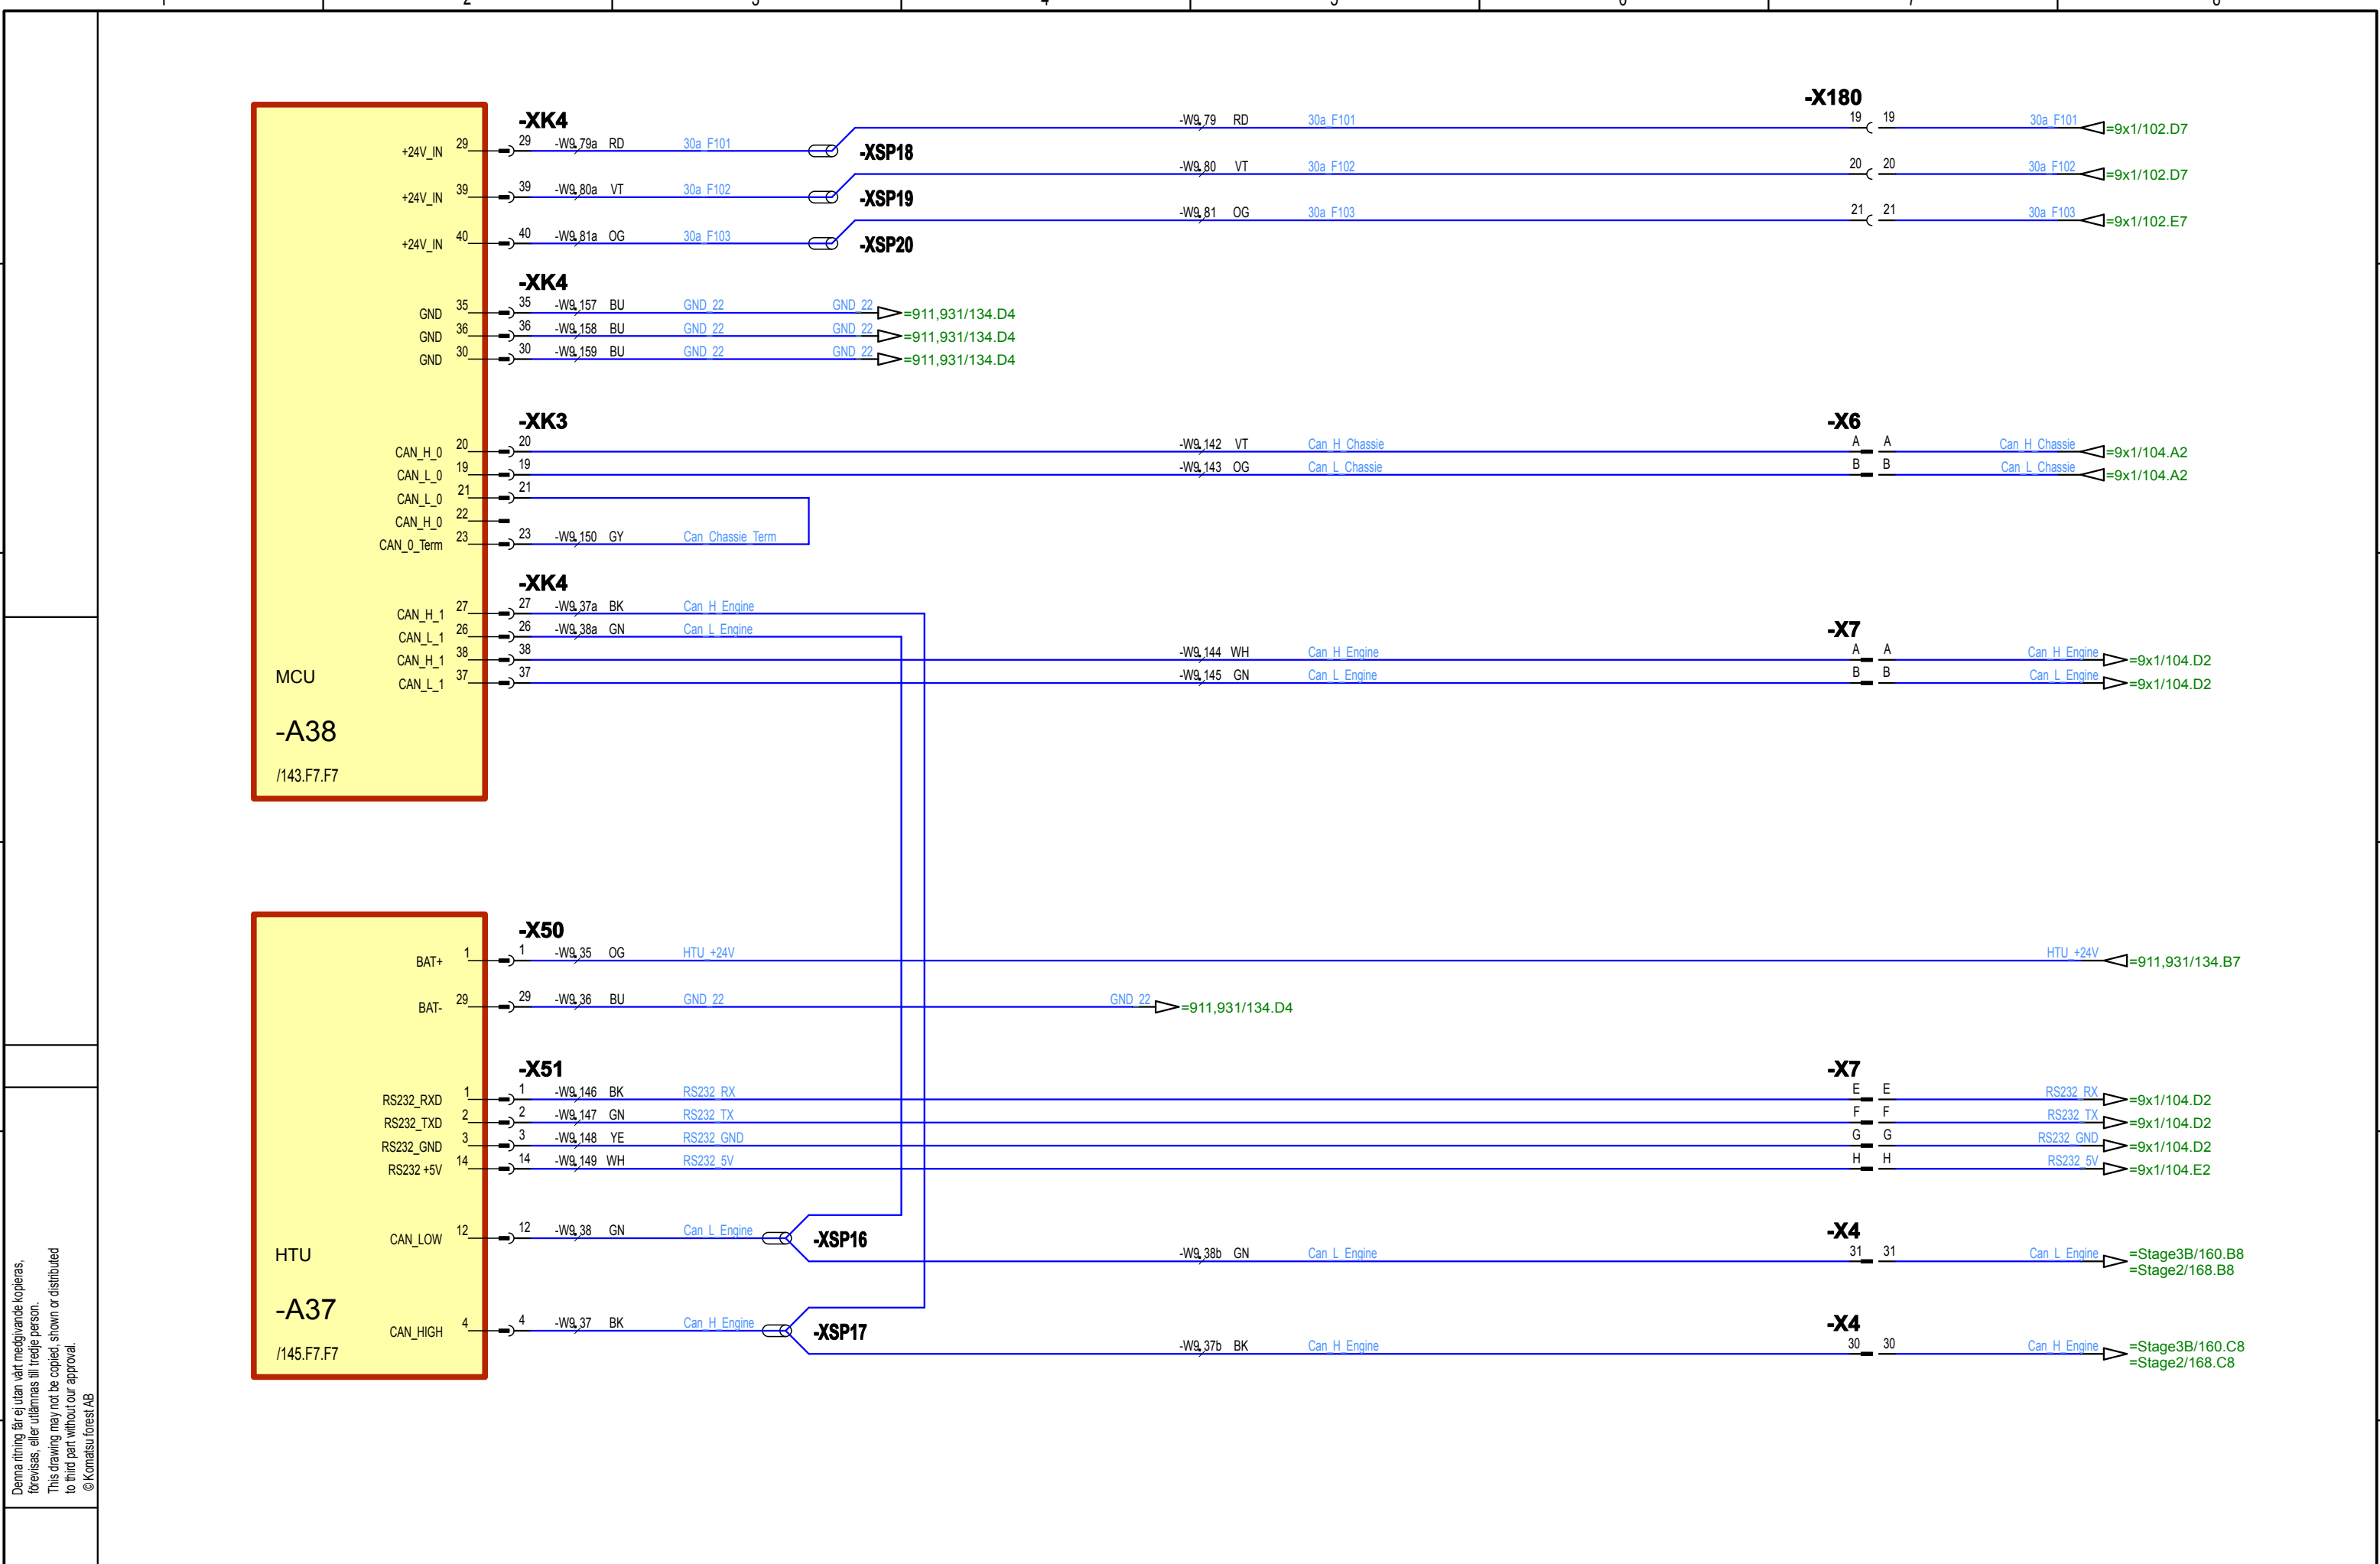 -XK4
+24V_IN 29 29 -W9.79a RD 30a_F101 -XSP18 -W9.79 RD 30a_F101 -X180 19 19 30a_F101 =9x1/102.D7
+24V_IN 39 39 -W9.80a VT 30a_F102 -XSP19 -W9.80 VT 30a_F102 20 20 30a_F102 =9x1/102.D7
+24V_IN 40 40 -W9.81a OG 30a_F103 -XSP20 -W9.81 OG 30a_F103 21 21 30a_F103 =9x1/102.E7
-XK4
GND 35 35 -W9.157 BU GND_22 GND_22 =911,931/134.D4
GND 36 36 -W9.158 BU GND_22 GND_22 =911,931/134.D4
GND 30 30 -W9.159 BU GND_22 GND_22 =911,931/134.D4
-XK3 -X6
CAN_H_0 20 20 -W9.142 VT Can_H_Chassie A A Can_H_Chassie =9x1/104.A2
CAN_L_0 19 19 -W9.143 OG Can_L_Chassie B B Can_L_Chassie =9x1/104.A2
CAN_L_0 21 21
CAN_H_0 22
CAN_0_Term 23 23 -W9.150 GY Can_Chassie_Term
-XK4
CAN_H_1 27 27 -W9.37a BK Can_H_Engine
CAN_L_1 26 26 -W9.38a GN Can_L_Engine -X7
CAN_H_1 38 38 -W9.144 WH Can_H_Engine A A Can_H_Engine =9x1/104.D2
CAN_L_1 37 37 -W9.145 GN Can_L_Engine B B Can_L_Engine =9x1/104.D2
MCU
-A38
/143.F7.F7
-X50
BAT+ 1 1 -W9.35 OG HTU_+24V HTU_+24V =911,931/134.B7
BAT- 29 29 -W9.36 BU GND_22 GND_22 =911,931/134.D4
-X51 -X7
RS232_RXD 1 1 -W9.146 BK RS232_RX E E RS232_RX =9x1/104.D2
RS232_TXD 2 2 -W9.147 GN RS232_TX F F RS232_TX =9x1/104.D2
RS232_GND 3 3 -W9.148 YE RS232_GND G G RS232_GND =9x1/104.D2
RS232 +5V 14 14 -W9.149 WH RS232_5V H H RS232_5V =9x1/104.E2
CAN_LOW 12 12 -W9.38 GN Can_L_Engine -XSP16 -X4
-W9.38b GN Can_L_Engine 31 31 Can_L_Engine =Stage3B/160.B8
=Stage2/168.B8
HTU
-A37
/145.F7.F7
CAN_HIGH 4 4 -W9.37 BK Can_H_Engine -XSP17 -X4
-W9.37b BK Can_H_Engine 30 30 Can_H_Engine =Stage3B/160.C8
=Stage2/168.C8
Denna ritning får ej utan vårt medgivande kopieras,
förevisas, eller utlämnas till tredje person.
This drawing may not be copied, shown or distributed
to third part without our approval.
© Komatsu forest AB